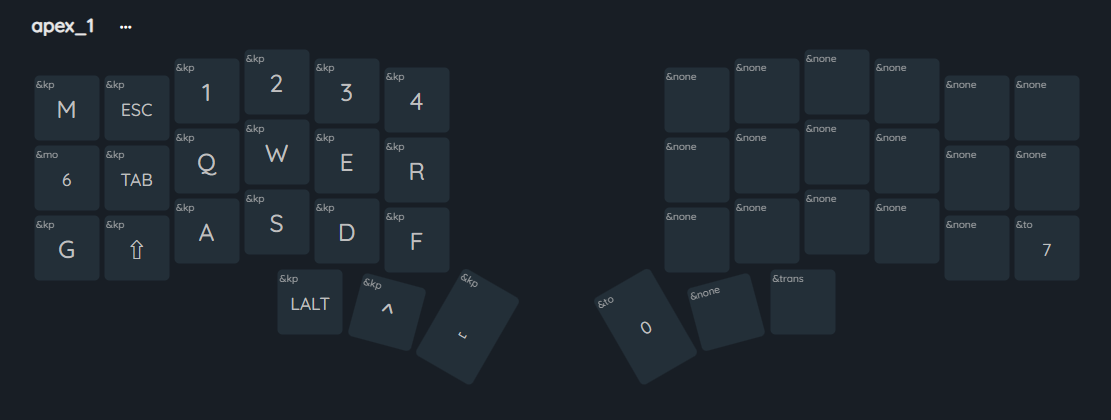 apex_1 ...
&kp &kp &kp &kp &kp &kp &none &none &none &none &none &none
M ESC 1 2 3 4
&mo &kp &kp &kp &kp &kp &none &none &none &none &none &none
6 TAB Q W E R
&kp &kp &kp &kp &kp &kp &none &none &none &none &none &to
G ⇧ A S D F 7
&kp &kp &kp &to &none &trans
LALT ^ ⎵ 0